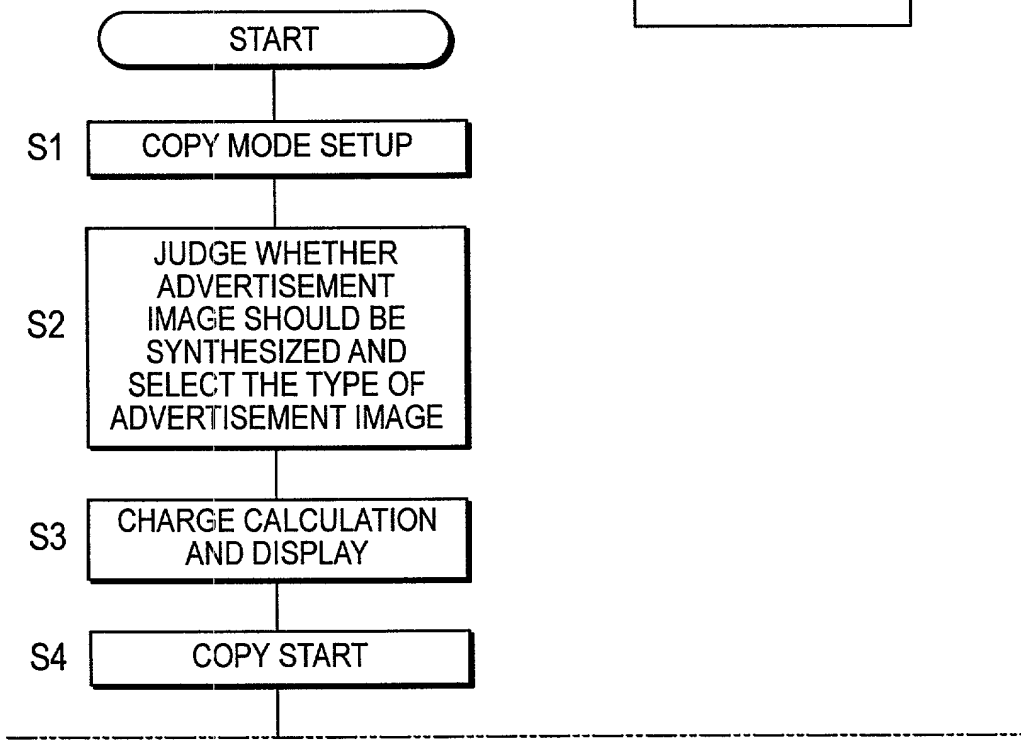 START
S1
COPY MODE SETUP
S2
JUDGE WHETHER
ADVERTISEMENT
IMAGE SHOULD BE
SYNTHESIZED AND
SELECT THE TYPE OF
ADVERTISEMENT IMAGE
S3
CHARGE CALCULATION
AND DISPLAY
S4
COPY START